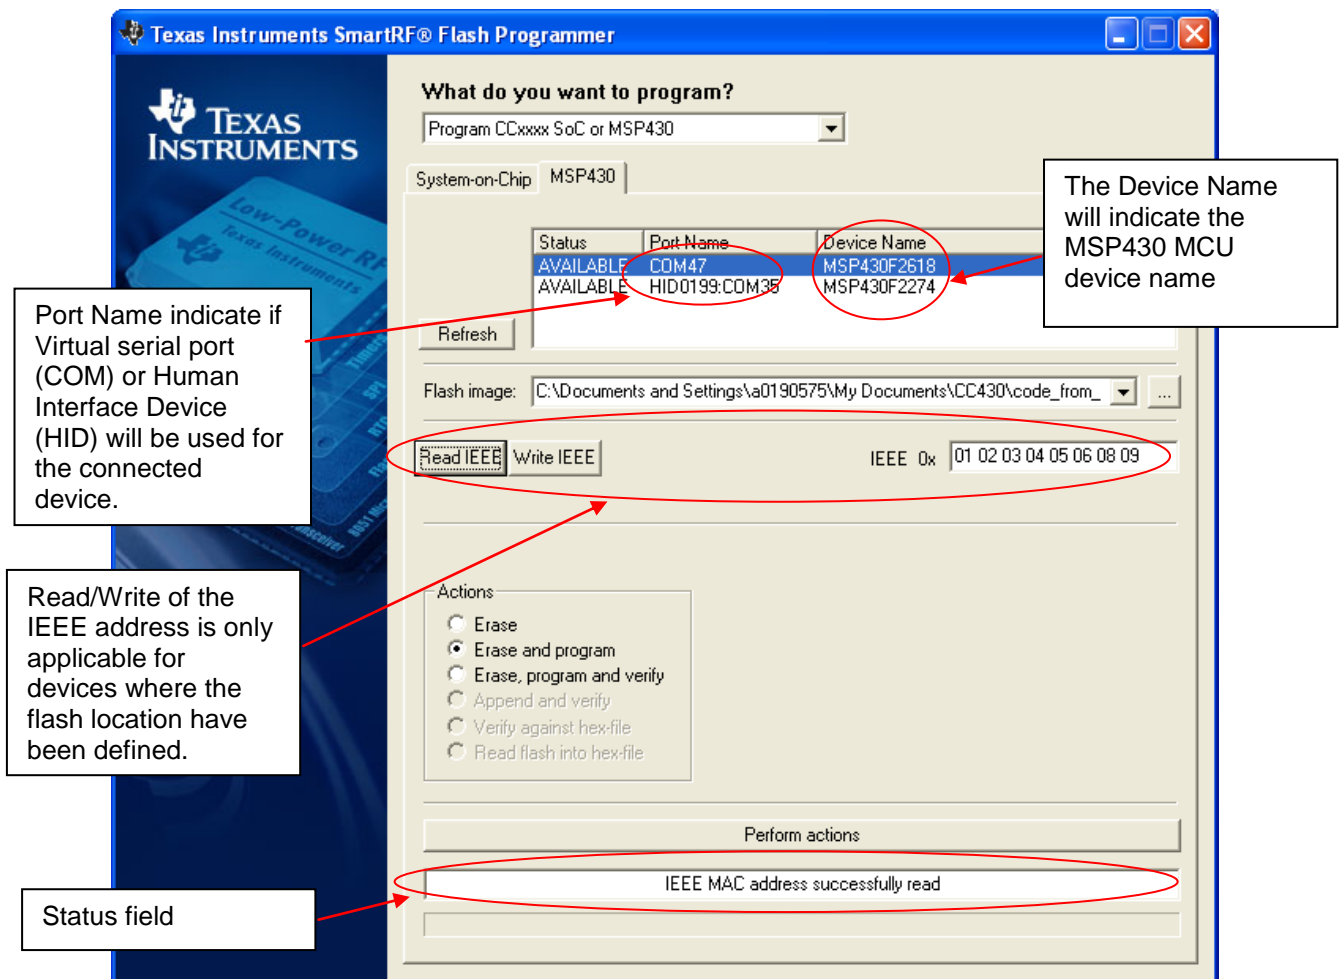 Texas Instruments SmartRF® Flash Programmer
TEXAS
INSTRUMENTS
Low-Power RF
Texas Instruments
What do you want to program?
Program CCxxxx SoC or MSP430
System-on-Chip MSP430
Status Port Name Device Name
AVAILABLE COM47 MSP430F2618
AVAILABLE HID0199:COM35 MSP430F2274
Refresh
Flash image: C:\Documents and Settings\a0190575\My Documents\CC430\code_from_ ...
Read IEEE Write IEEE IEEE 0x 01 02 03 04 05 06 08 09
Actions
Erase
Erase and program
Erase, program and verify
Append and verify
Verify against hex-file
Read flash into hex-file
Perform actions
IEEE MAC address successfully read
The Device Name
will indicate the
MSP430 MCU
device name
Port Name indicate if
Virtual serial port
(COM) or Human
Interface Device
(HID) will be used for
the connected
device.
Read/Write of the
IEEE address is only
applicable for
devices where the
flash location have
been defined.
Status field